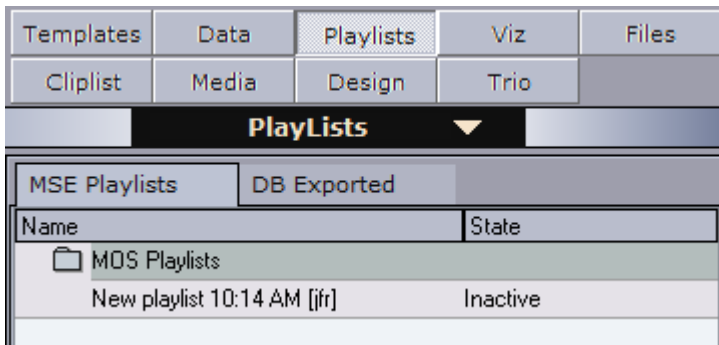 Templates Data Playlists Viz Files
Cliplist Media Design Trio
PlayLists
MSE Playlists DB Exported
Name State
MOS Playlists
New playlist 10:14 AM [jfr] Inactive